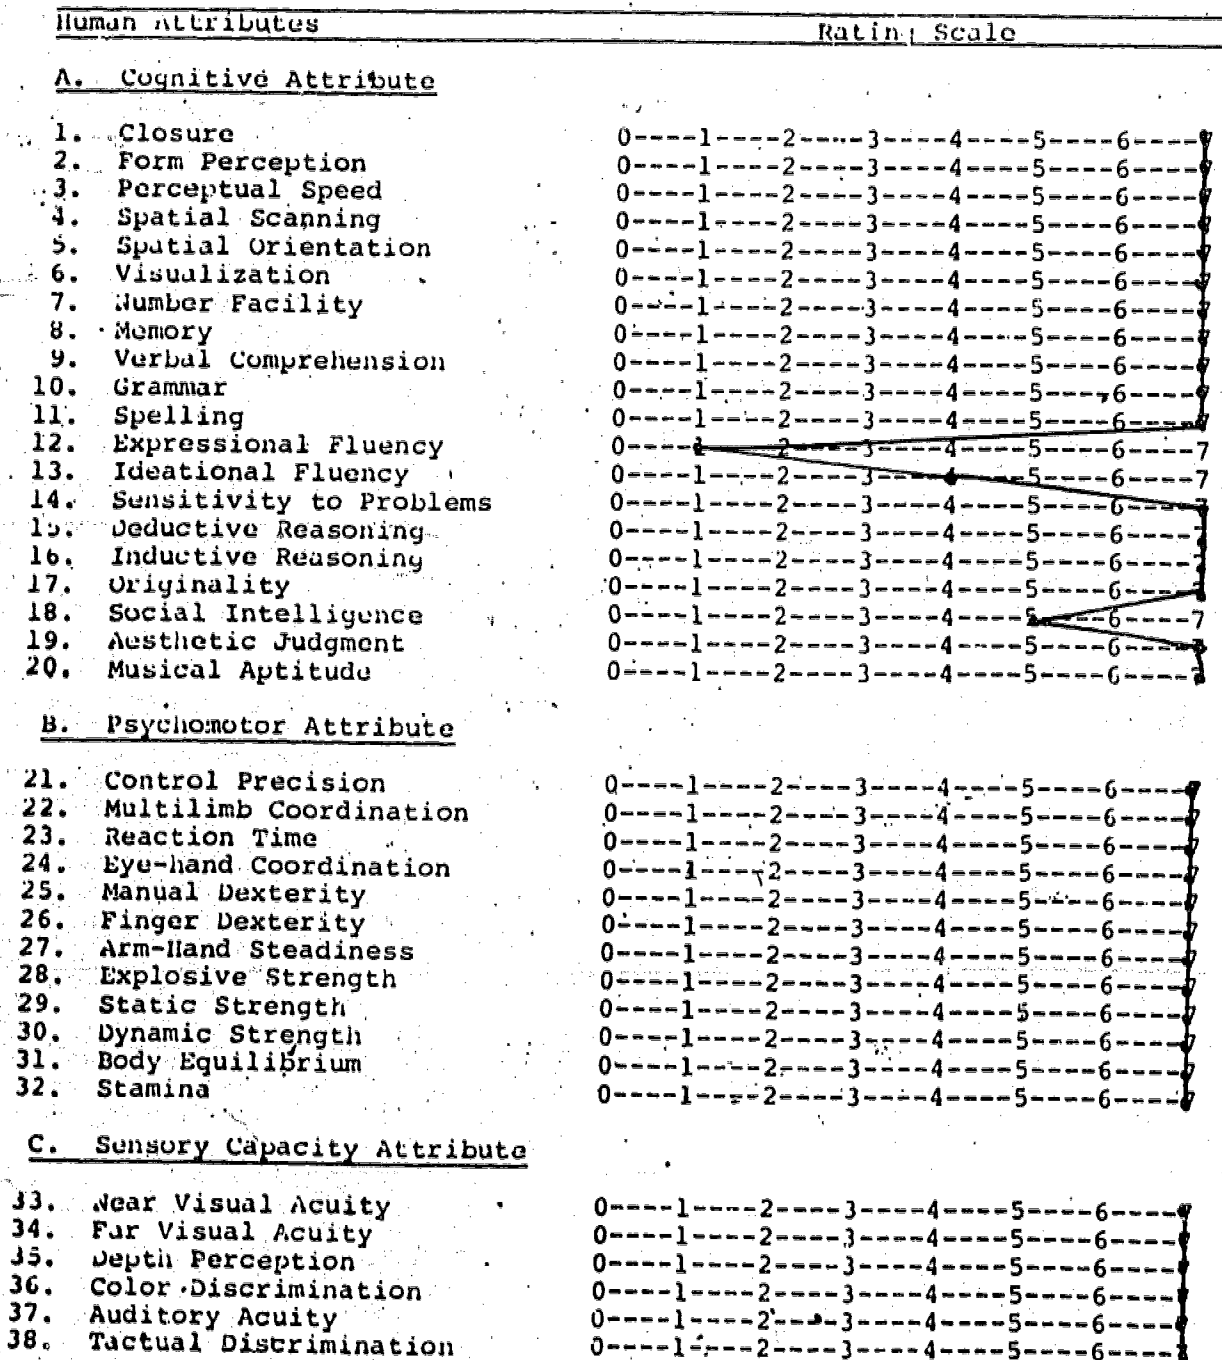 Human Attributes Rating Scale
A. Cognitive Attribute
1. Closure 0----1----2----3----4----5----6----7
2. Form Perception 0----1----2----3----4----5----6----7
3. Perceptual Speed 0----1----2----3----4----5----6----7
4. Spatial Scanning 0----1----2----3----4----5----6----7
5. Spatial Orientation 0----1----2----3----4----5----6----7
6. Visualization 0----1----2----3----4----5----6----7
7. Number Facility 0----1----2----3----4----5----6----7
8. Memory 0----1----2----3----4----5----6----7
9. Verbal Comprehension 0----1----2----3----4----5----6----7
10. Grammar 0----1----2----3----4----5----6----7
11. Spelling 0----1----2----3----4----5----6----7
12. Expressional Fluency 0----1----2----3----4----5----6----7
13. Ideational Fluency 0----1----2----3----4----5----6----7
14. Sensitivity to Problems 0----1----2----3----4----5----6----7
15. Deductive Reasoning 0----1----2----3----4----5----6----7
16. Inductive Reasoning 0----1----2----3----4----5----6----7
17. Originality 0----1----2----3----4----5----6----7
18. Social Intelligence 0----1----2----3----4----5----6----7
19. Aesthetic Judgment 0----1----2----3----4----5----6----7
20. Musical Aptitude 0----1----2----3----4----5----6----7
B. Psychomotor Attribute
21. Control Precision 0----1----2----3----4----5----6----7
22. Multilimb Coordination 0----1----2----3----4----5----6----7
23. Reaction Time 0----1----2----3----4----5----6----7
24. Eye-hand Coordination 0----1----2----3----4----5----6----7
25. Manual Dexterity 0----1----2----3----4----5----6----7
26. Finger Dexterity 0----1----2----3----4----5----6----7
27. Arm-Hand Steadiness 0----1----2----3----4----5----6----7
28. Explosive Strength 0----1----2----3----4----5----6----7
29. Static Strength 0----1----2----3----4----5----6----7
30. Dynamic Strength 0----1----2----3----4----5----6----7
31. Body Equilibrium 0----1----2----3----4----5----6----7
32. Stamina 0----1----2----3----4----5----6----7
C. Sensory Capacity Attribute
33. Near Visual Acuity 0----1----2----3----4----5----6----7
34. Far Visual Acuity 0----1----2----3----4----5----6----7
35. Depth Perception 0----1----2----3----4----5----6----7
36. Color Discrimination 0----1----2----3----4----5----6----7
37. Auditory Acuity 0----1----2----3----4----5----6----7
38. Tactual Discrimination 0----1----2----3----4----5----6----7